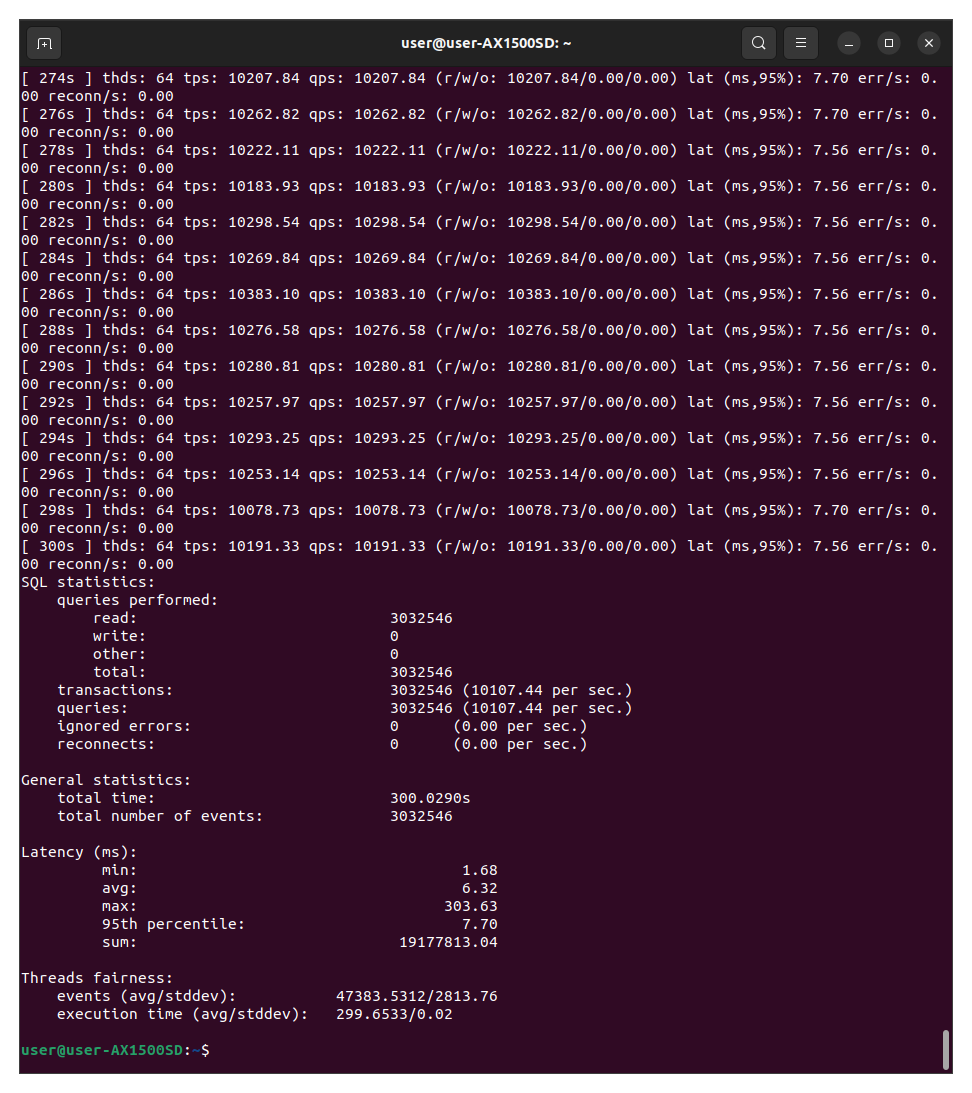 user@user-AX1500SD: ~
[ 274s ] thds: 64 tps: 10207.84 qps: 10207.84 (r/w/o: 10207.84/0.00/0.00) lat (ms,95%): 7.70 err/s: 0.
00 reconn/s: 0.00
[ 276s ] thds: 64 tps: 10262.82 qps: 10262.82 (r/w/o: 10262.82/0.00/0.00) lat (ms,95%): 7.70 err/s: 0.
00 reconn/s: 0.00
[ 278s ] thds: 64 tps: 10222.11 qps: 10222.11 (r/w/o: 10222.11/0.00/0.00) lat (ms,95%): 7.56 err/s: 0.
00 reconn/s: 0.00
[ 280s ] thds: 64 tps: 10183.93 qps: 10183.93 (r/w/o: 10183.93/0.00/0.00) lat (ms,95%): 7.56 err/s: 0.
00 reconn/s: 0.00
[ 282s ] thds: 64 tps: 10298.54 qps: 10298.54 (r/w/o: 10298.54/0.00/0.00) lat (ms,95%): 7.56 err/s: 0.
00 reconn/s: 0.00
[ 284s ] thds: 64 tps: 10269.84 qps: 10269.84 (r/w/o: 10269.84/0.00/0.00) lat (ms,95%): 7.56 err/s: 0.
00 reconn/s: 0.00
[ 286s ] thds: 64 tps: 10383.10 qps: 10383.10 (r/w/o: 10383.10/0.00/0.00) lat (ms,95%): 7.56 err/s: 0.
00 reconn/s: 0.00
[ 288s ] thds: 64 tps: 10276.58 qps: 10276.58 (r/w/o: 10276.58/0.00/0.00) lat (ms,95%): 7.56 err/s: 0.
00 reconn/s: 0.00
[ 290s ] thds: 64 tps: 10280.81 qps: 10280.81 (r/w/o: 10280.81/0.00/0.00) lat (ms,95%): 7.56 err/s: 0.
00 reconn/s: 0.00
[ 292s ] thds: 64 tps: 10257.97 qps: 10257.97 (r/w/o: 10257.97/0.00/0.00) lat (ms,95%): 7.56 err/s: 0.
00 reconn/s: 0.00
[ 294s ] thds: 64 tps: 10293.25 qps: 10293.25 (r/w/o: 10293.25/0.00/0.00) lat (ms,95%): 7.56 err/s: 0.
00 reconn/s: 0.00
[ 296s ] thds: 64 tps: 10253.14 qps: 10253.14 (r/w/o: 10253.14/0.00/0.00) lat (ms,95%): 7.56 err/s: 0.
00 reconn/s: 0.00
[ 298s ] thds: 64 tps: 10078.73 qps: 10078.73 (r/w/o: 10078.73/0.00/0.00) lat (ms,95%): 7.70 err/s: 0.
00 reconn/s: 0.00
[ 300s ] thds: 64 tps: 10191.33 qps: 10191.33 (r/w/o: 10191.33/0.00/0.00) lat (ms,95%): 7.56 err/s: 0.
00 reconn/s: 0.00
SQL statistics:
    queries performed:
        read:                            3032546
        write:                           0
        other:                           0
        total:                           3032546
    transactions:                        3032546 (10107.44 per sec.)
    queries:                             3032546 (10107.44 per sec.)
    ignored errors:                      0      (0.00 per sec.)
    reconnects:                          0      (0.00 per sec.)

General statistics:
    total time:                          300.0290s
    total number of events:              3032546

Latency (ms):
         min:                                    1.68
         avg:                                    6.32
         max:                                  303.63
         95th percentile:                        7.70
         sum:                             19177813.04

Threads fairness:
    events (avg/stddev):           47383.5312/2813.76
    execution time (avg/stddev):   299.6533/0.02

user@user-AX1500SD:~$